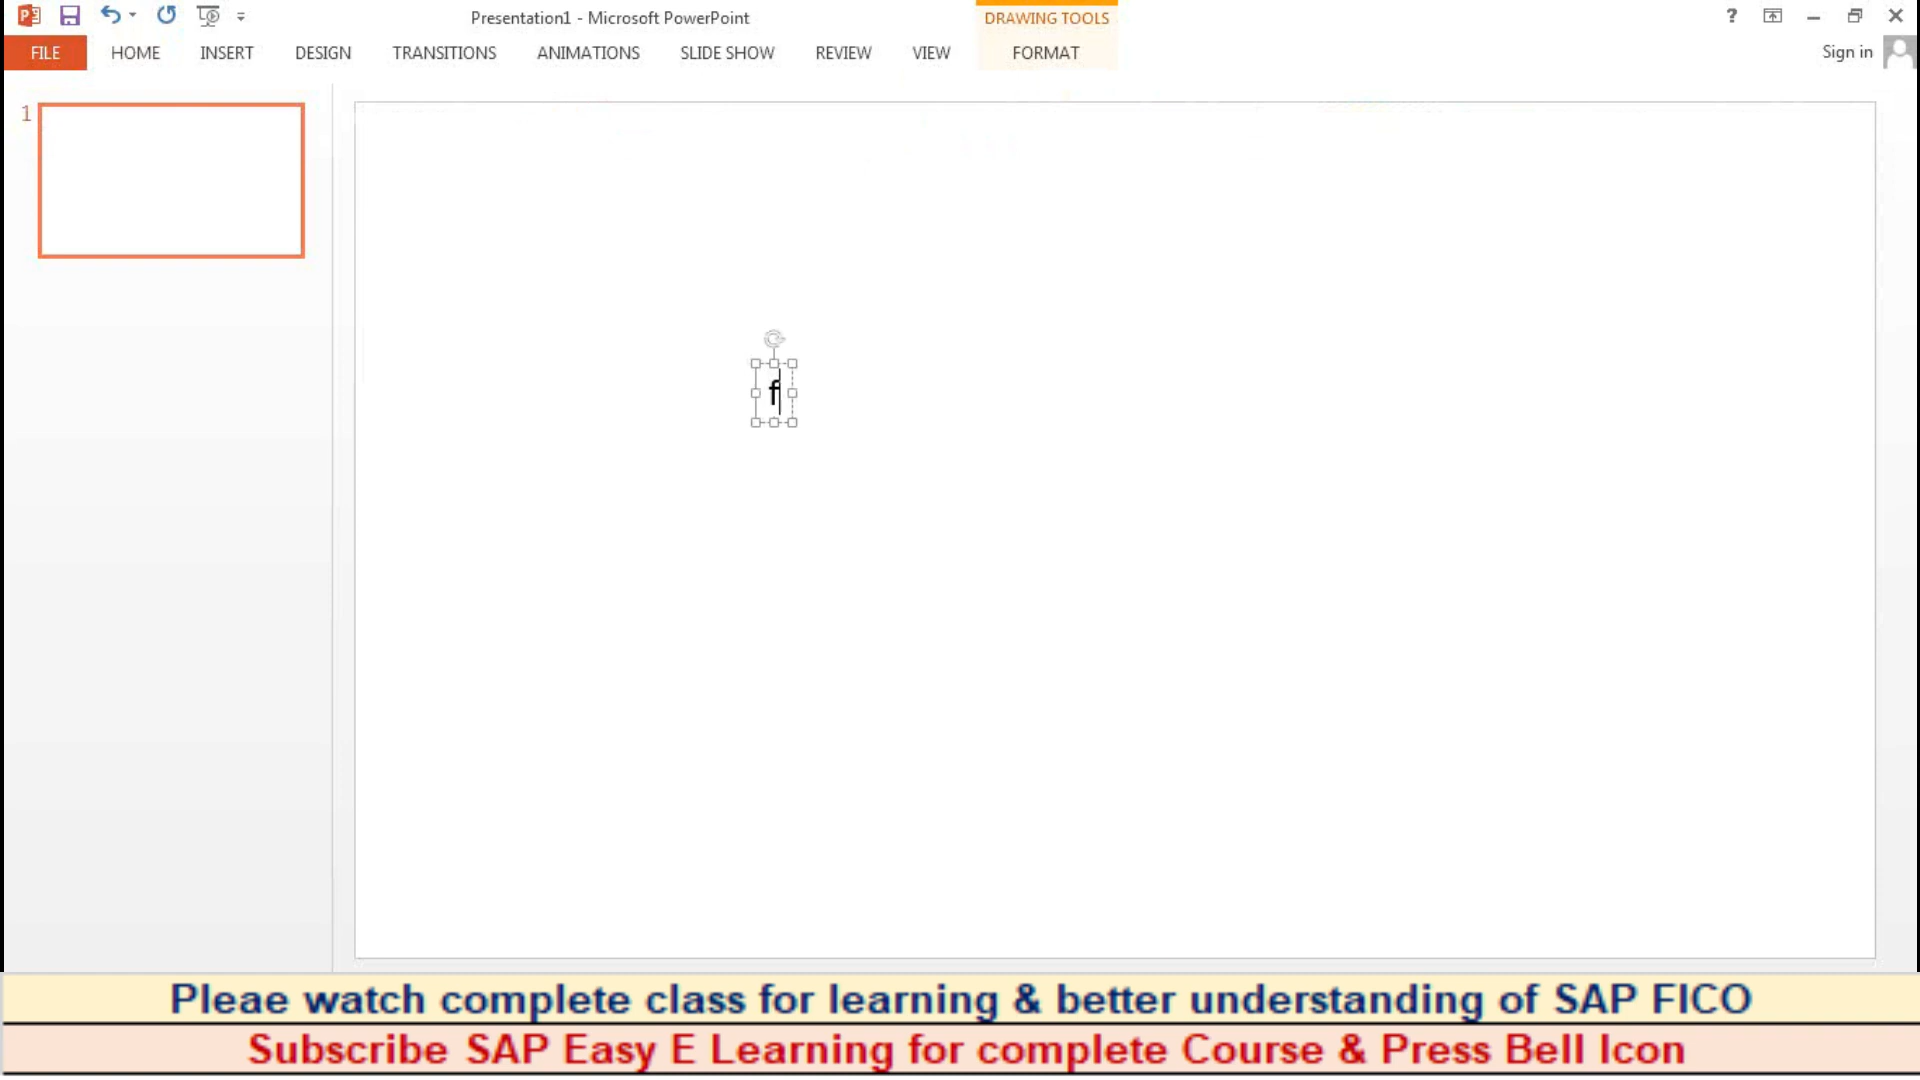 Presentation1 - Microsoft PowerPoint
DRAWING TOOLS
?
FILE HOME INSERT DESIGN TRANSITIONS ANIMATIONS SLIDE SHOW REVIEW VIEW FORMAT
Sign in
1
f
Pleae watch complete class for learning & better understanding of SAP FICO
Subscribe SAP Easy E Learning for complete Course & Press Bell Icon